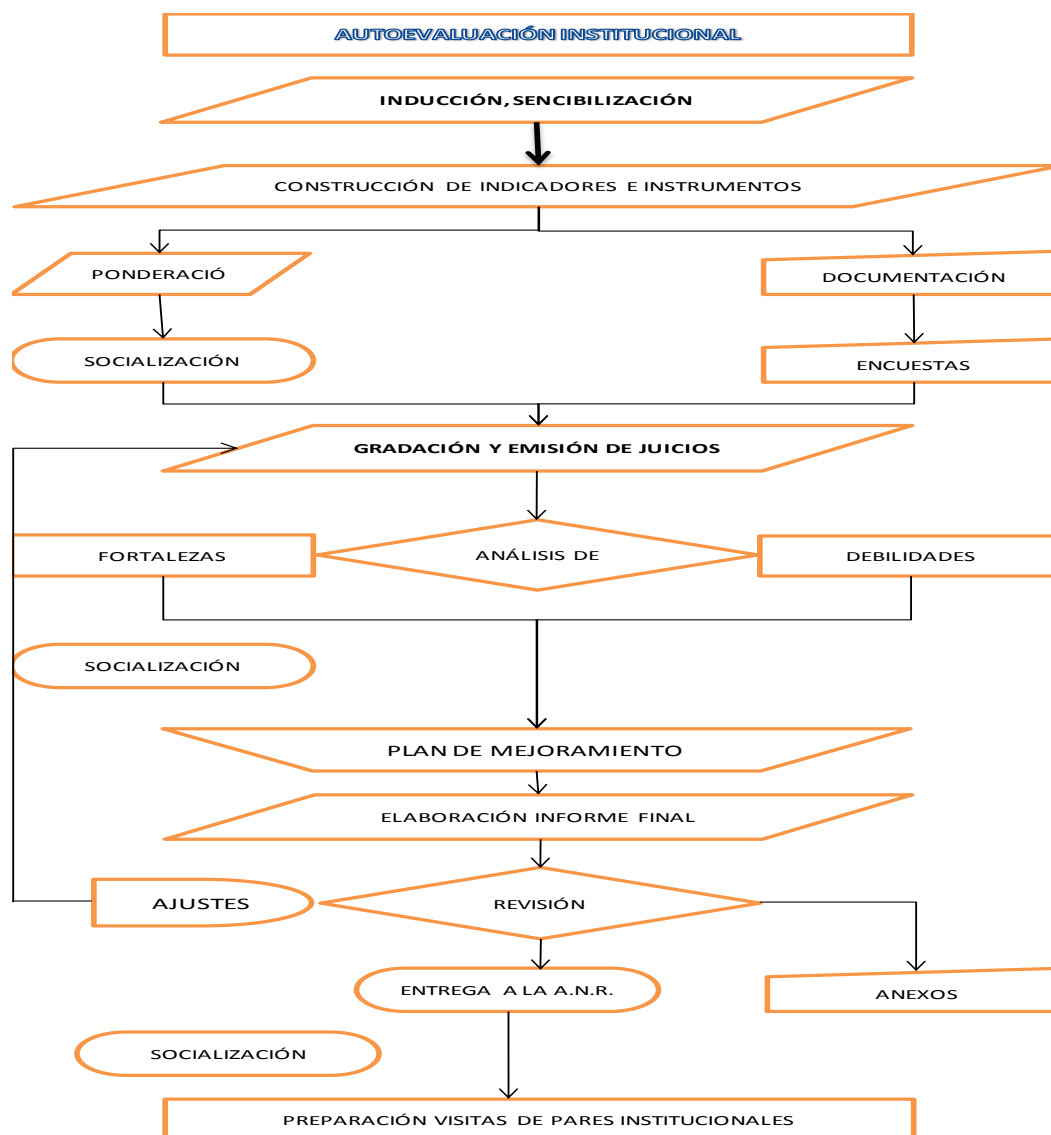 AUTOEVALUACIÓN INSTITUCIONAL
INDUCCIÓN, SENCIBILIZACIÓN
CONSTRUCCIÓN DE INDICADORES E INSTRUMENTOS
PONDERACIÓ
DOCUMENTACIÓN
SOCIALIZACIÓN
ENCUESTAS
GRADACIÓN Y EMISIÓN DE JUICIOS
FORTALEZAS
ANÁLISIS DE
DEBILIDADES
SOCIALIZACIÓN
PLAN DE MEJORAMIENTO
ELABORACIÓN INFORME FINAL
AJUSTES
REVISIÓN
ENTREGA A LA A.N.R.
ANEXOS
SOCIALIZACIÓN
PREPARACIÓN VISITAS DE PARES INSTITUCIONALES